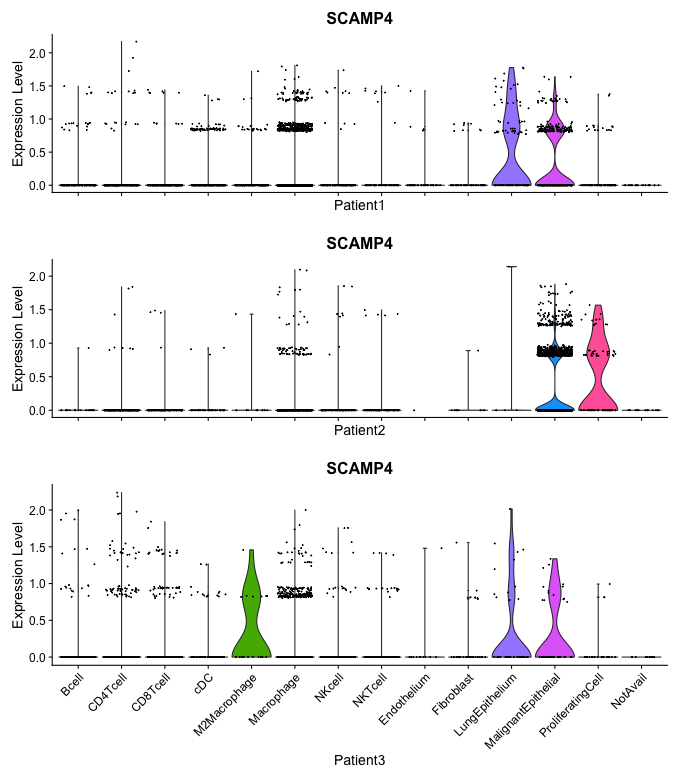 SCAMP4
Expression Level
2.0
1.5
1.0
0.5
0.0
Patient1
SCAMP4
Expression Level
2.0
1.5
1.0
0.5
0.0
Patient2
SCAMP4
Expression Level
2.0
1.5
1.0
0.5
0.0
Bcell
CD4Tcell
CD8Tcell
cDC
M2Macrophage
Macrophage
NKcell
NKTcell
Endothelium
Fibroblast
LungEpithelium
MalignantEpithelial
ProliferatingCell
NotAvail
Patient3